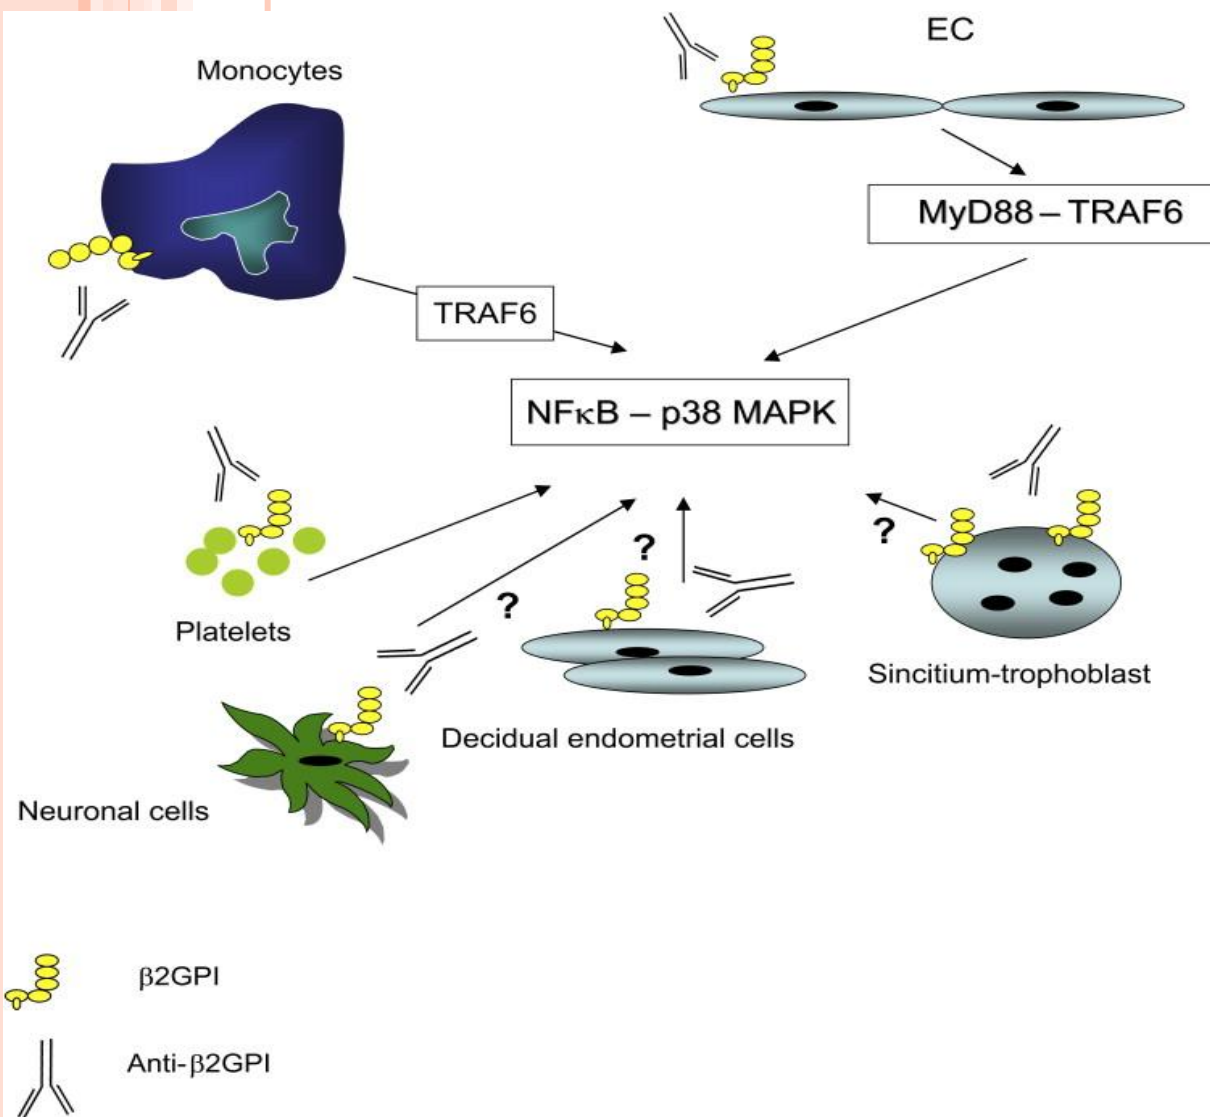 EC
Monocytes
MyD88 – TRAF6
TRAF6
NFκB – p38 MAPK
?
?
?
Platelets
Sincitium-trophoblast
Decidual endometrial cells
Neuronal cells
β2GPI
Anti-β2GPI